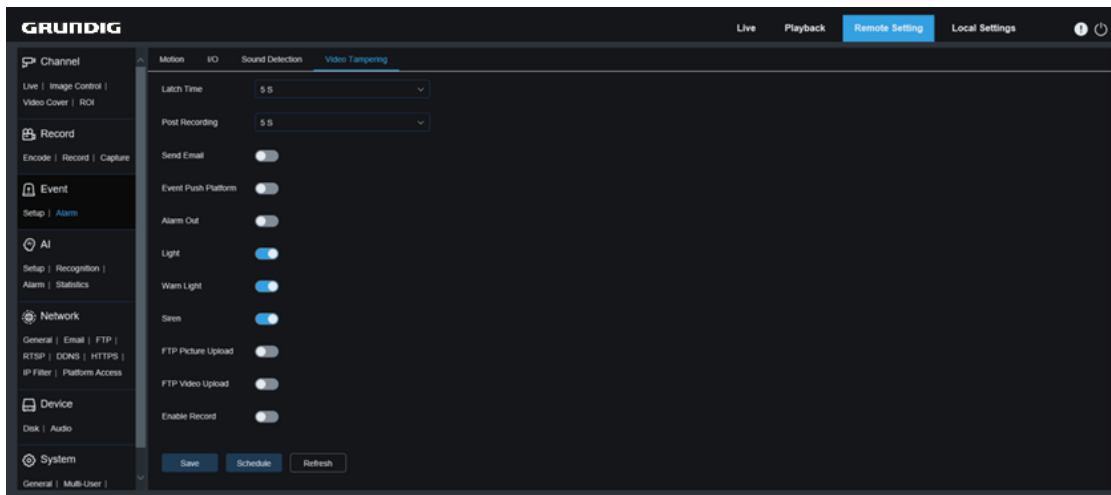 GRUNDIG
Live Playback Remote Setting Local Settings
Channel
Live | Image Control |
Video Cover | ROI
Record
Encode | Record | Capture
Event
Setup | Alarm
AI
Setup | Recognition |
Alarm | Statistics
Network
General | Email | FTP |
RTSP | DDNS | HTTPS |
IP Filter | Platform Access
Device
Disk | Audio
System
General | Multi-User |
Motion I/O Sound Detection Video Tampering
Latch Time 5 S
Post Recording 5 S
Send Email
Event Push Platform
Alarm Out
Light
Warn Light
Siren
FTP Picture Upload
FTP Video Upload
Enable Record
Save Schedule Refresh